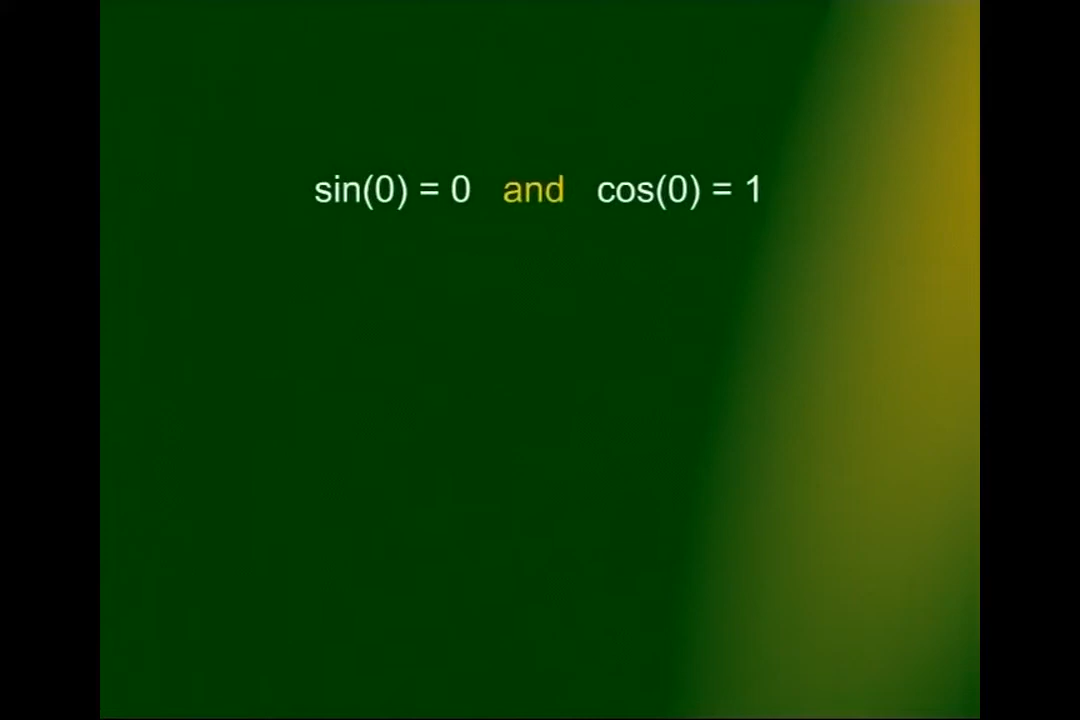 sin(0) = 0 and cos(0) = 1